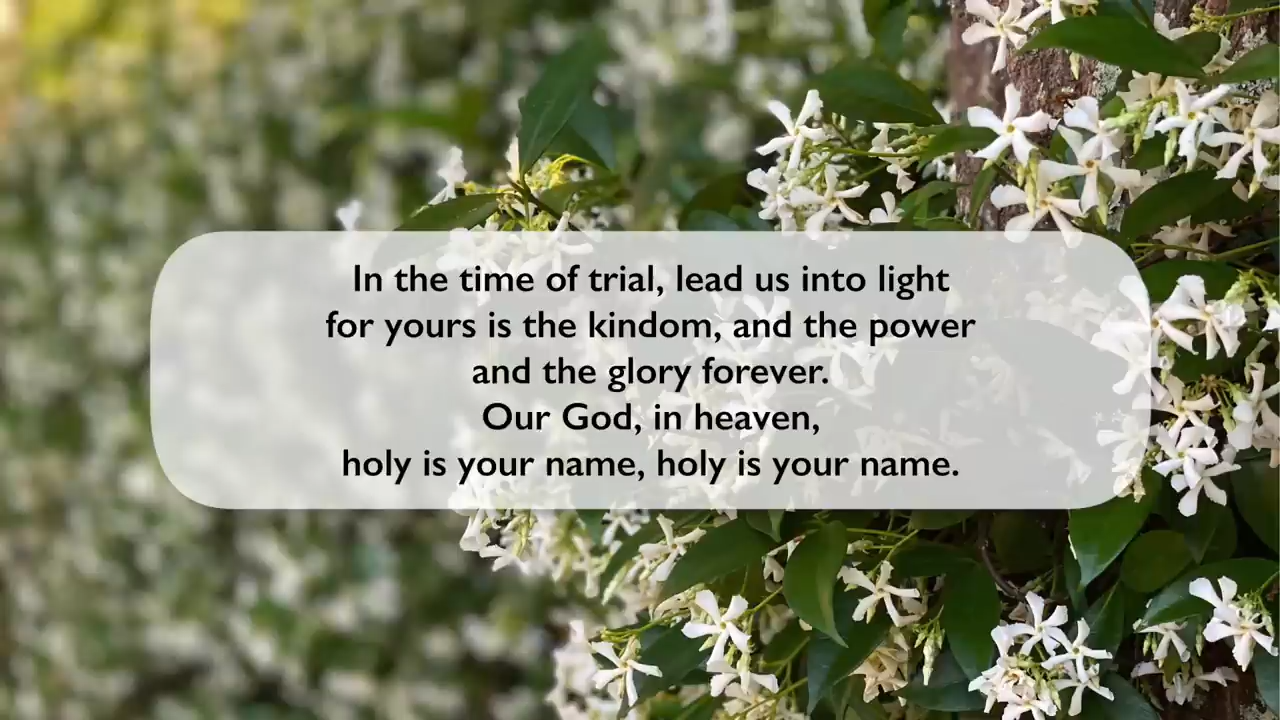 In the time of trial, lead us into light
for yours is the kindom, and the power
and the glory forever.
Our God, in heaven,
holy is your name, holy is your name.